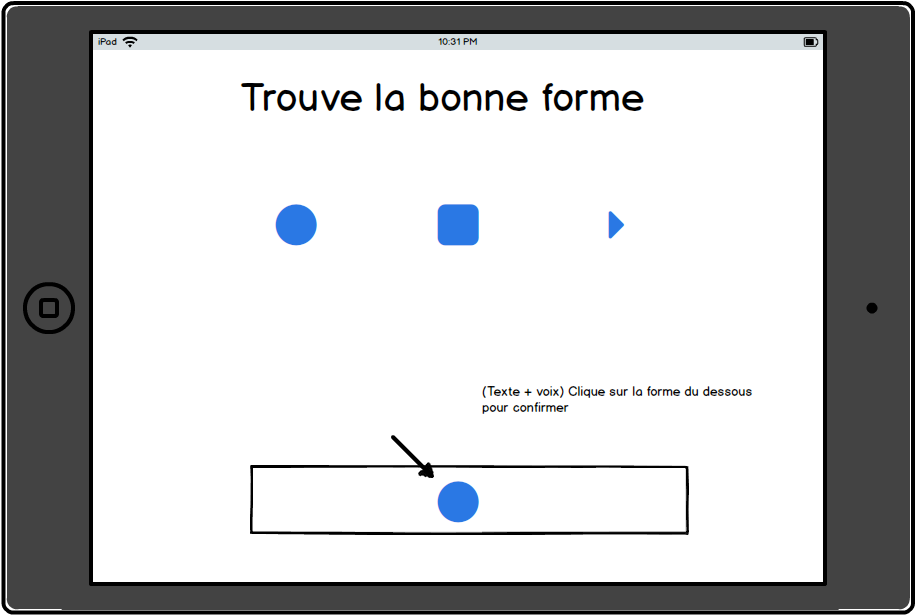 iPad
10:31 PM
Trouve la bonne forme
(Texte + voix) Clique sur la forme du dessous
pour confirmer